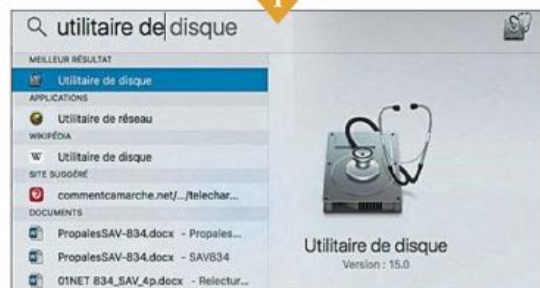 utilitaire de disque
MEILLEUR RÉSULTAT
Utilitaire de disque
APPLICATIONS
Utilitaire de réseau
WIKIPÉDIA
W Utilitaire de disque
SITE SUGGÉRÉ
commentcamarche.net/.../telechar...
DOCUMENTS
PropalesSAV-834.docx - Propales...
PropalesSAV-834.docx - SAV834
01NET 834_SAV_4p.docx - Relectur...
Utilitaire de disque
Version : 15.0